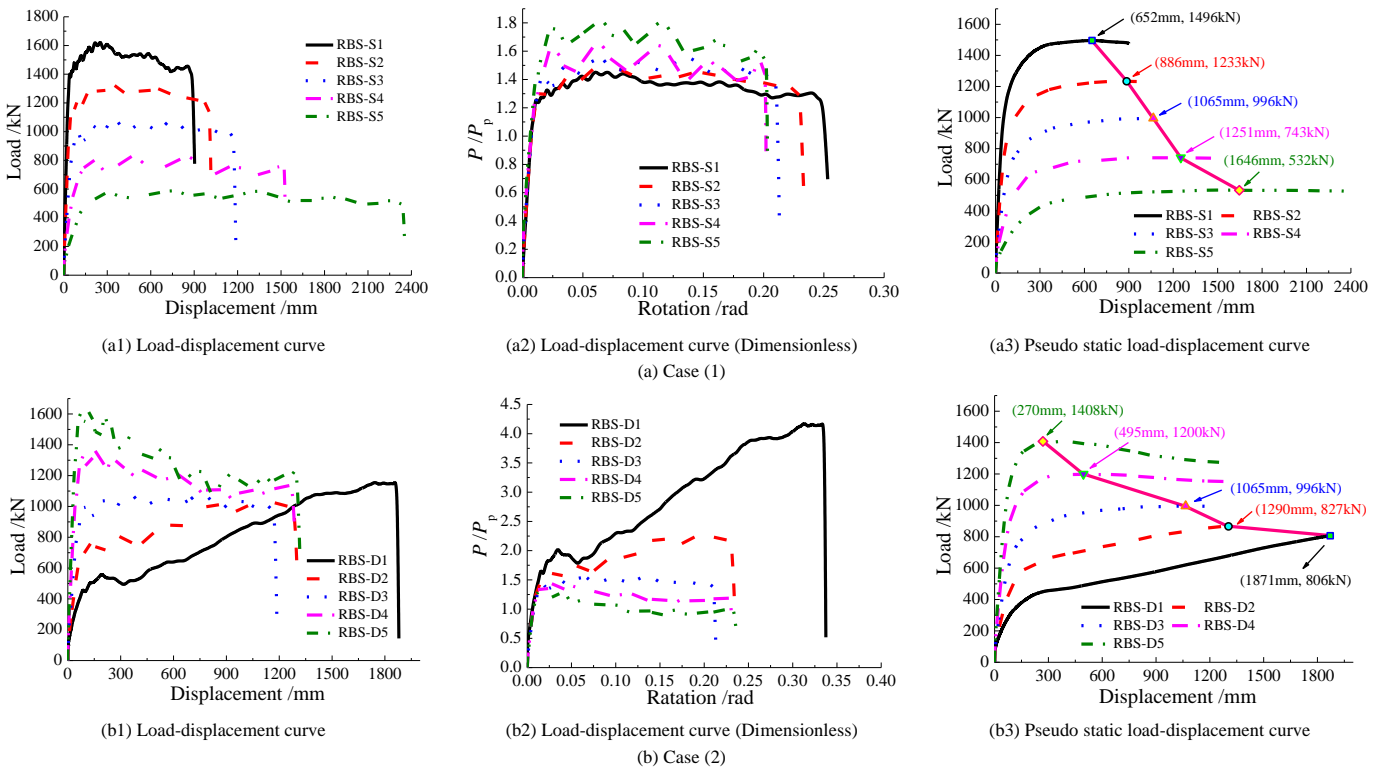 1800
1600
1400
1200
1000
800
600
400
200
0
Load /kN
RBS-S1
RBS-S2
RBS-S3
RBS-S4
RBS-S5
0 300 600 900 1200 1500 1800 2100 2400
Displacement /mm
(a1) Load-displacement curve
1.8
1.6
1.4
1.2
1.0
0.8
0.6
0.4
0.2
0.0
P /Pp
RBS-S1
RBS-S2
RBS-S3
RBS-S4
RBS-S5
0.00 0.05 0.10 0.15 0.20 0.25 0.30
Rotation /rad
(a2) Load-displacement curve (Dimensionless)
1800
1600
1400
1200
1000
800
600
400
200
0
Load /kN
(652mm, 1496kN)
(886mm, 1233kN)
(1065mm, 996kN)
(1251mm, 743kN)
(1646mm, 532kN)
RBS-S1 RBS-S2
RBS-S3 RBS-S4
RBS-S5
0 300 600 900 1200 1500 1800 2100 2400
Displacement /mm
(a3) Pseudo static load-displacement curve
(a) Case (1)
1600
1400
1200
1000
800
600
400
200
0
Load /kN
RBS-D1
RBS-D2
RBS-D3
RBS-D4
RBS-D5
0 300 600 900 1200 1500 1800
Displacement /mm
(b1) Load-displacement curve
4.5
4.0
3.5
3.0
2.5
2.0
1.5
1.0
0.5
0.0
P /Pp
RBS-D1
RBS-D2
RBS-D3
RBS-D4
RBS-D5
0.00 0.05 0.10 0.15 0.20 0.25 0.30 0.35 0.40
Ratation /rad
(b2) Load-displacement curve (Dimensionless)
1600
1400
1200
1000
800
600
400
200
0
Load /kN
(270mm, 1408kN)
(495mm, 1200kN)
(1065mm, 996kN)
(1290mm, 827kN)
(1871mm, 806kN)
RBS-D1 RBS-D2
RBS-D3 RBS-D4
RBS-D5
0 300 600 900 1200 1500 1800
Displacement /mm
(b3) Pseudo static load-displacement curve
(b) Case (2)